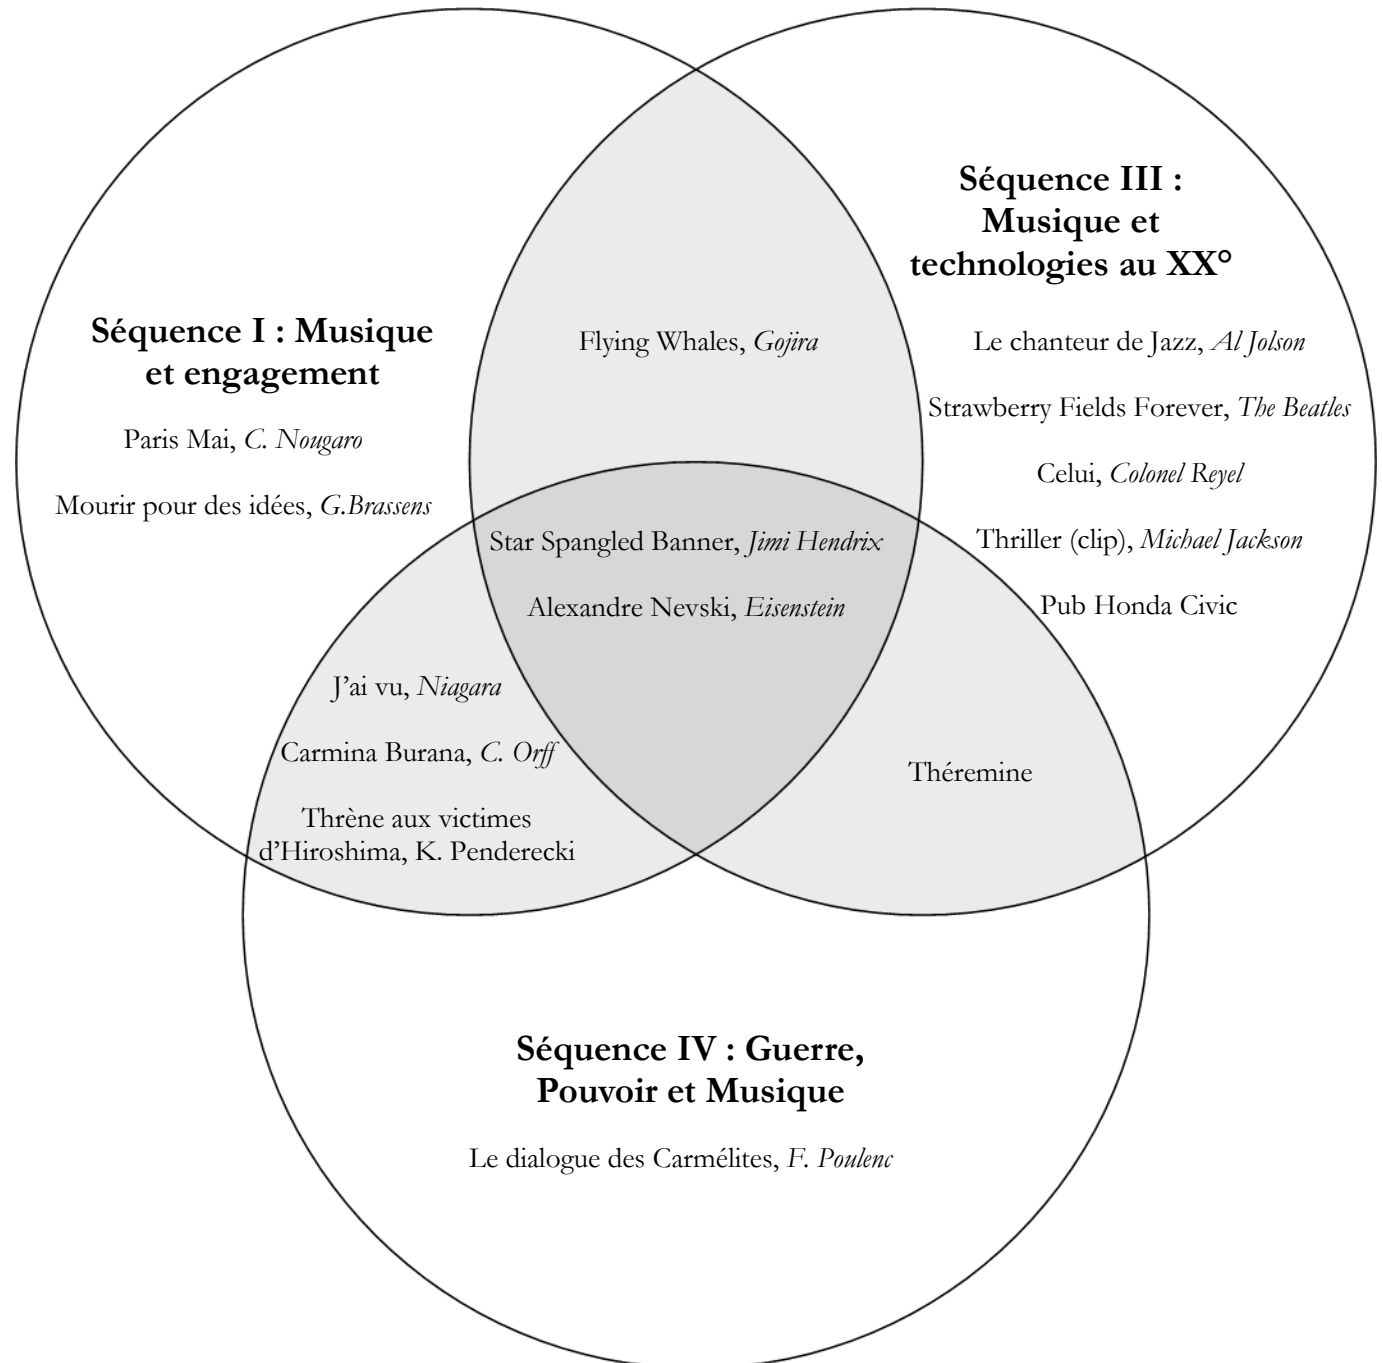 Séquence I : Musique
et engagement
Paris Mai, C. Nougaro
Mourir pour des idées, G.Brassens
Flying Whales, Gojira
Séquence III :
Musique et
technologies au XX°
Le chanteur de Jazz, Al Jolson
Strawberry Fields Forever, The Beatles
Celui, Colonel Reyel
Thriller (clip), Michael Jackson
Pub Honda Civic
Star Spangled Banner, Jimi Hendrix
Alexandre Nevski, Eisenstein
J'ai vu, Niagara
Carmina Burana, C. Orff
Thrène aux victimes
d'Hiroshima, K. Penderecki
Théremine
Séquence IV : Guerre,
Pouvoir et Musique
Le dialogue des Carmélites, F. Poulenc